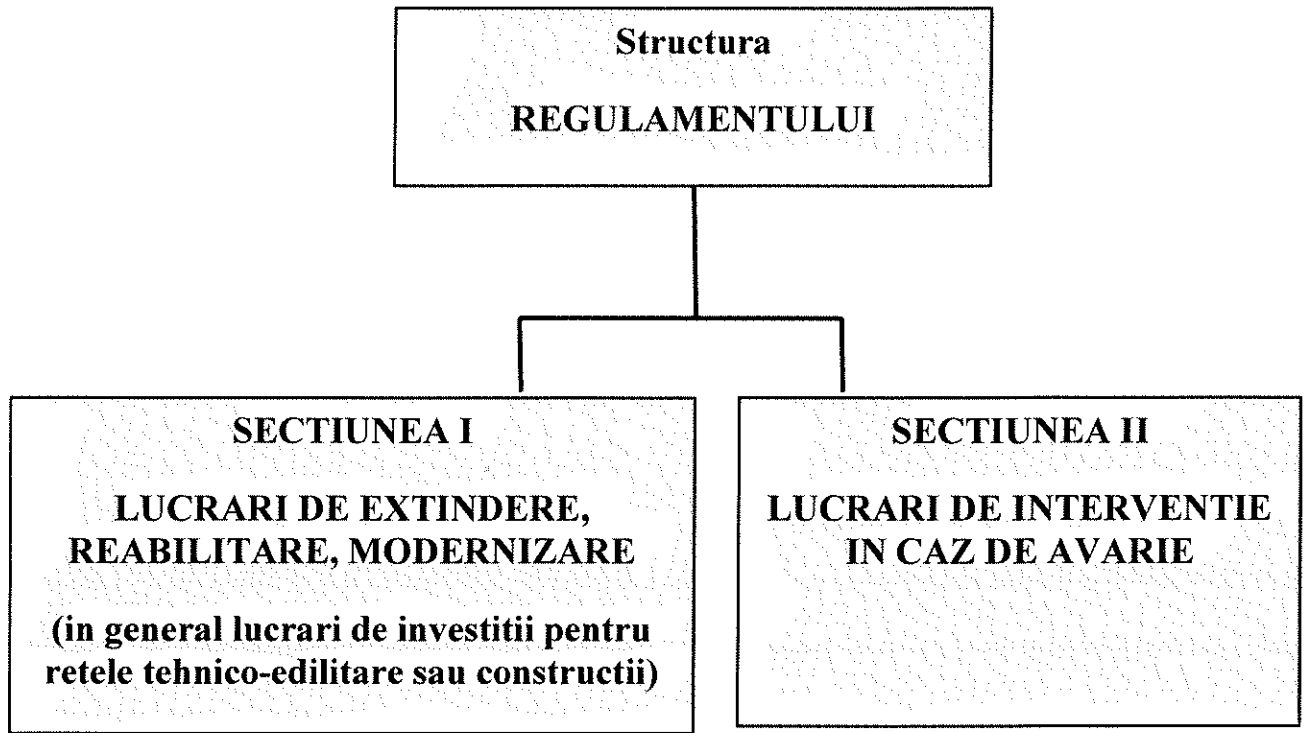 Structura
REGULAMENTULUI
SECTIUNEA I
LUCRARI DE EXTINDERE,
REABILITARE, MODERNIZARE
(in general lucrari de investitii pentru
retele tehnico-edilitare sau constructii)
SECTIUNEA II
LUCRARI DE INTERVENTIE
IN CAZ DE AVARIE